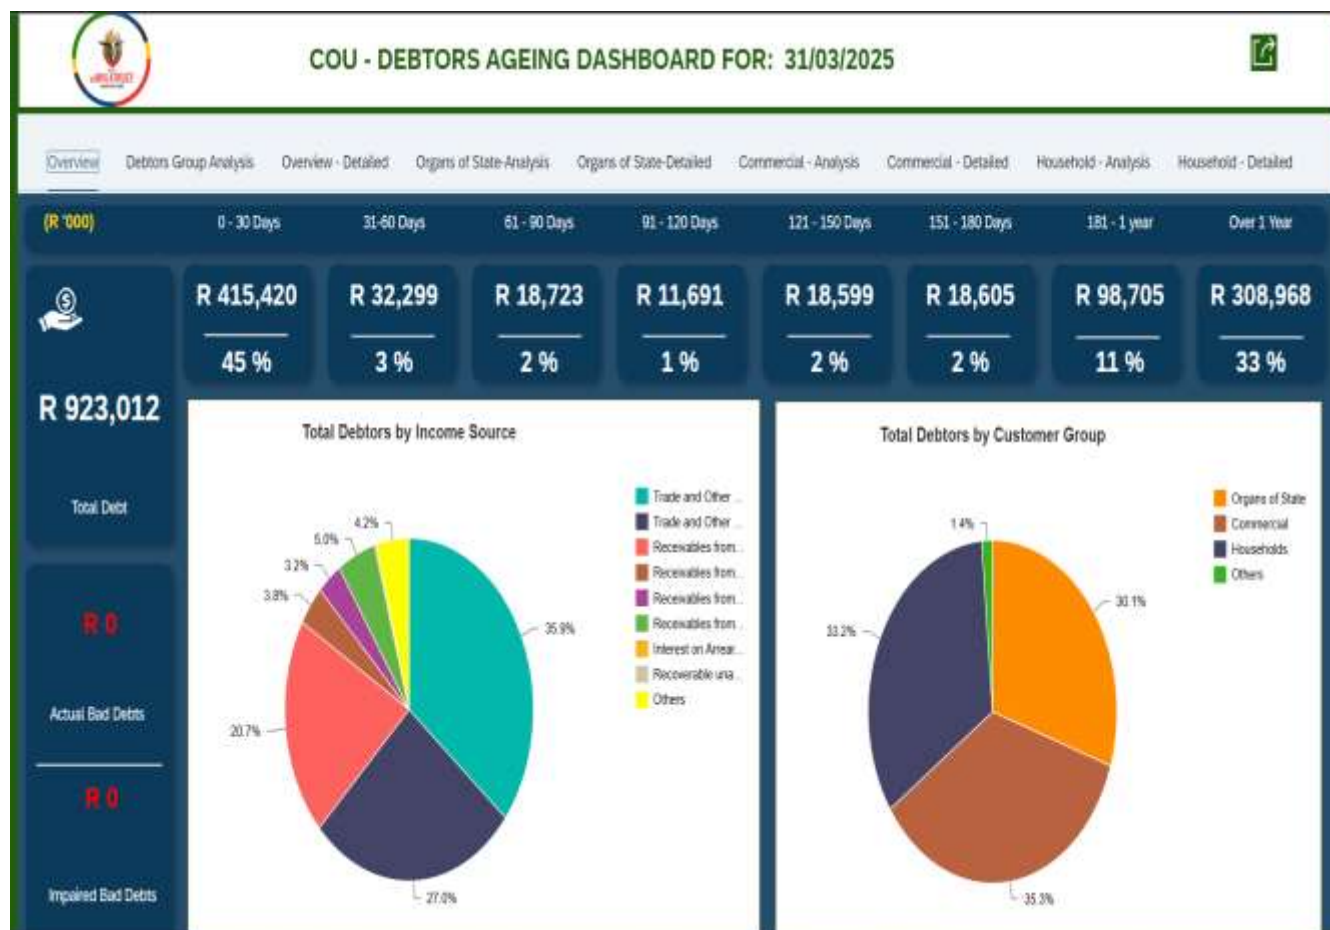 COU - DEBTORS AGEING DASHBOARD FOR: 31/03/2025
Overview Debtors Group Analysis Overview - Detailed Organs of State-Analysis Organs of State-Detailed Commercial - Analysis Commercial - Detailed Household - Analysis Household - Detailed
(R '000) 0 - 30 Days 31-60 Days 61 - 90 Days 91 - 120 Days 121 - 150 Days 151 - 180 Days 181 - 1 year Over 1 Year
R 415,420 R 32,299 R 18,723 R 11,691 R 18,599 R 18,605 R 98,705 R 308,968
45 % 3 % 2 % 1 % 2 % 2 % 11 % 33 %
R 923,012
Total Debt
R 0
Actual Bad Debts
R 0
Impaired Bad Debts
Total Debtors by Income Source
4.2%
5.0%
3.2%
3.8%
35.9%
20.7%
27.0%
Trade and Other ...
Trade and Other ...
Receivables from...
Receivables from...
Receivables from...
Receivables from...
Interest on Arrear...
Recoverable una...
Others
Total Debtors by Customer Group
1.4%
30.1%
33.2%
35.3%
Organs of State
Commercial
Households
Others